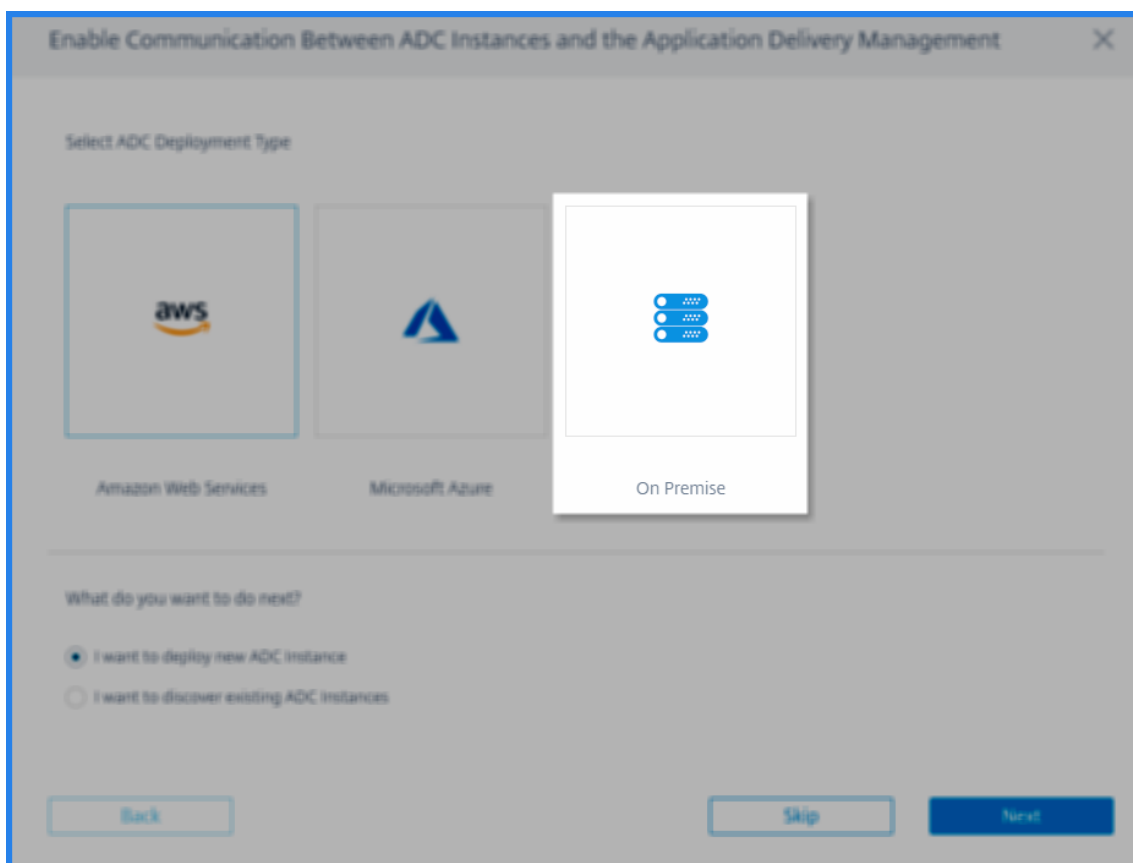 Enable Communication Between ADC Instances and the Application Delivery Management
Select ADC Deployment Type
aws
Amazon Web Services
Microsoft Azure
On Premise
What do you want to do next?
I want to deploy new ADC Instance
I want to discover existing ADC Instances
Back
Skip
Next